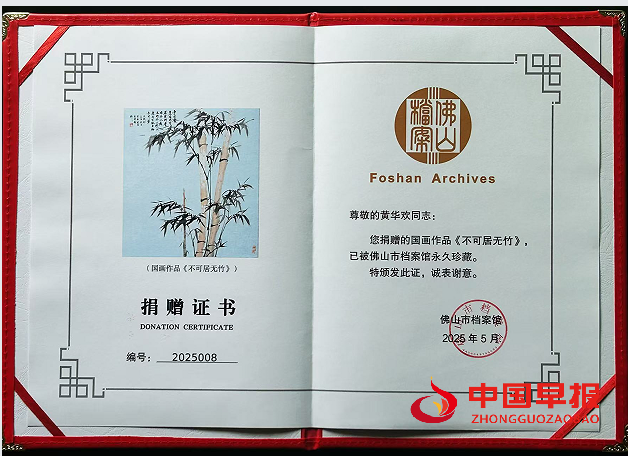 (国画作品《不可居无竹》)
捐赠证书
DONATION CERTIFICATE
编号: 2025008
佛山
檔案
Foshan Archives
尊敬的黄华欢同志:
您捐赠的国画作品《不可居无竹》,
已被佛山市档案馆永久珍藏。
特颁发此证,诚表谢意。
佛山市档案馆
2025年5月
中国早报
ZHONGGUOZAOBAO